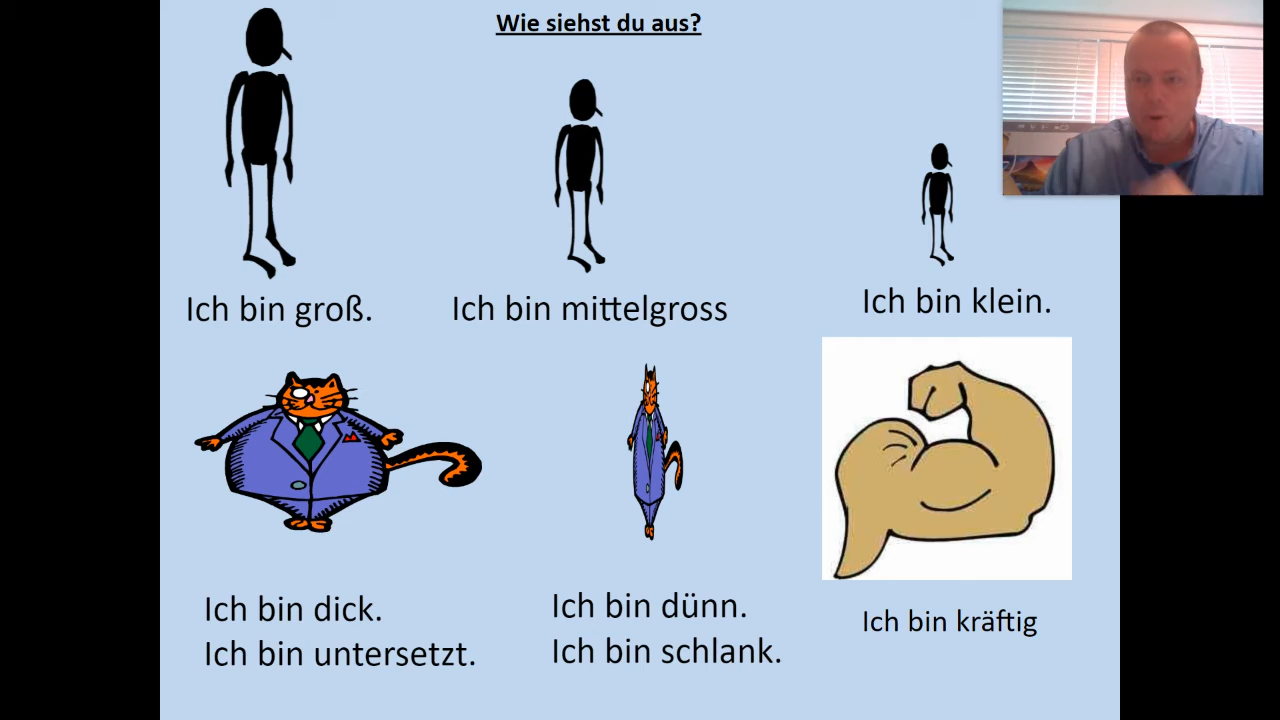 Wie siehst du aus?
Ich bin groß.
Ich bin mittelgross
Ich bin klein.
Ich bin dick.
Ich bin untersetzt.
Ich bin dünn.
Ich bin schlank.
Ich bin kräftig